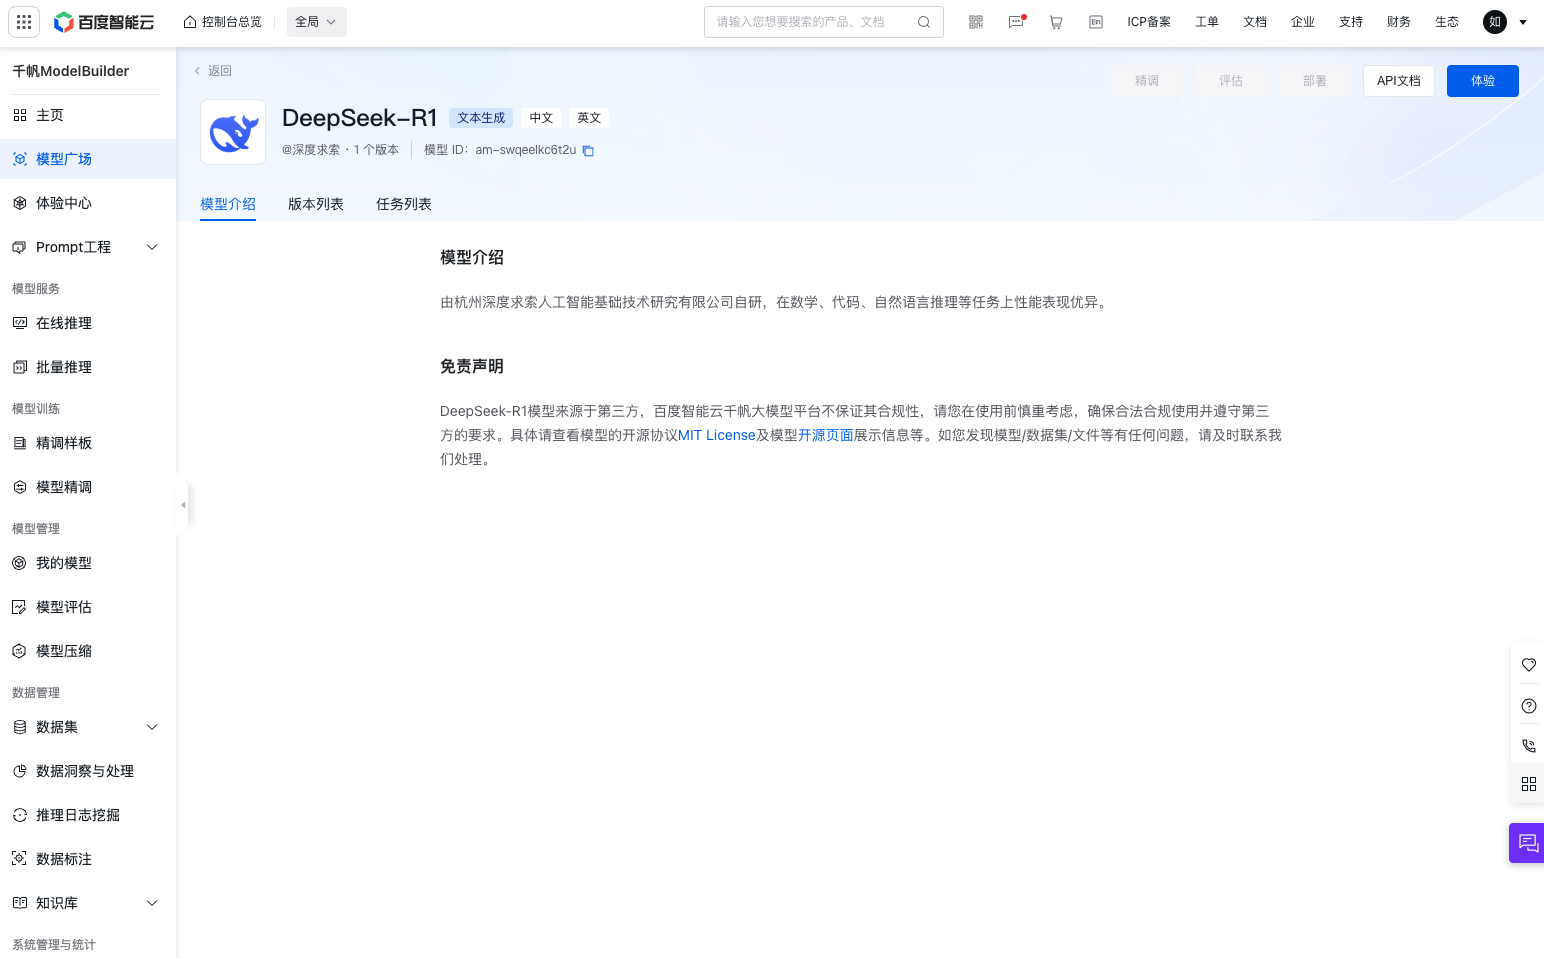 百度智能云
控制台总览
全局
请输入您想要搜索的产品、文档
En
ICP备案
工单
文档
企业
支持
财务
生态
如
千帆ModelBuilder
主页
模型广场
体验中心
Prompt工程
模型服务
在线推理
批量推理
模型训练
精调样板
模型精调
模型管理
我的模型
模型评估
模型压缩
数据管理
数据集
数据洞察与处理
推理日志挖掘
数据标注
知识库
系统管理与统计
返回
精调
评估
部署
API文档
体验
DeepSeek-R1
文本生成
中文
英文
@深度求索 · 1 个版本
模型 ID：am-swqeelkc6t2u
模型介绍
版本列表
任务列表
模型介绍
由杭州深度求索人工智能基础技术研究有限公司自研，在数学、代码、自然语言推理等任务上性能表现优异。
免责声明
DeepSeek-R1模型来源于第三方，百度智能云千帆大模型平台不保证其合规性，请您在使用前慎重考虑，确保合法合规使用并遵守第三
方的要求。具体请查看模型的开源协议MIT License及模型开源页面展示信息等。如您发现模型/数据集/文件等有任何问题，请及时联系我
们处理。